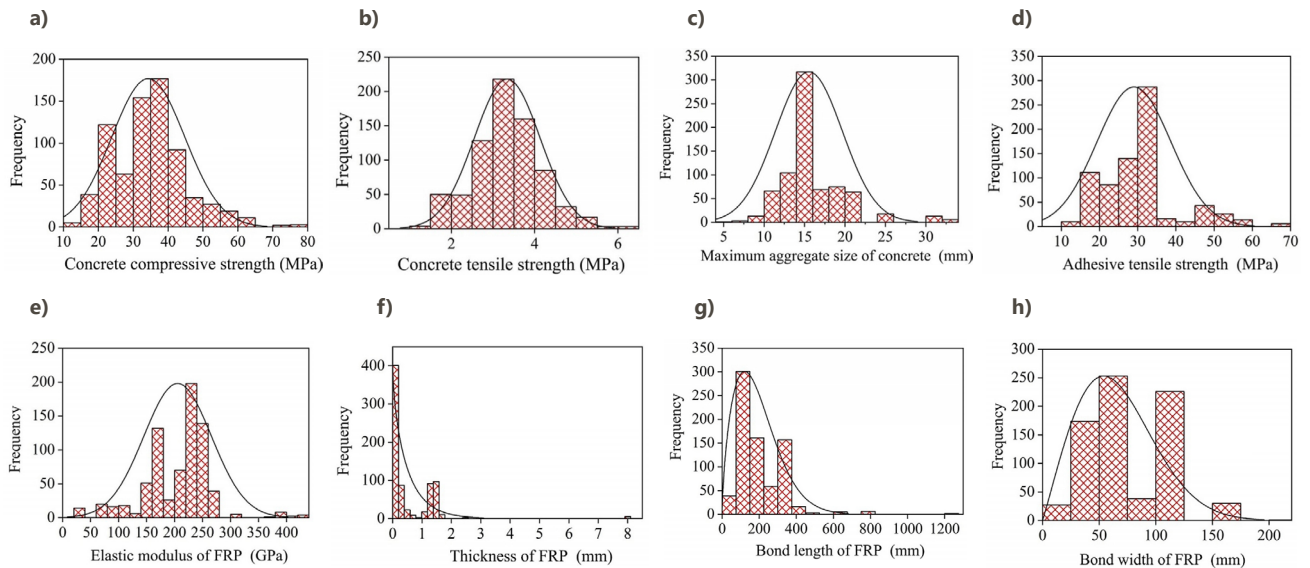 a)
b)
c)
d)
200
150
100
50
0
Frequency
10 20 30 40 50 60 70 80
Concrete compressive strength (MPa)
250
200
150
100
50
0
Frequency
2 4 6
Concrete tensile strength (MPa)
350
300
250
200
150
100
50
0
Frequency
5 10 15 20 25 30
Maximum aggregate size of concrete (mm)
350
300
250
200
150
100
50
0
Frequency
10 20 30 40 50 60 70
Adhesive tensile strength (MPa)
e)
f)
g)
h)
250
200
150
100
50
0
Frequency
0 100 200 300 400
Elastic modulus of FRP (GPa)
400
300
200
100
0
Frequency
0 1 2 3 4 5 6 7 8
Thickness of FRP (mm)
350
300
250
200
150
100
50
0
Frequency
0 200 400 600 800 1000 1200
Bond length of FRP (mm)
300
250
200
150
100
50
0
Frequency
0 50 100 150 200
Bond width of FRP (mm)